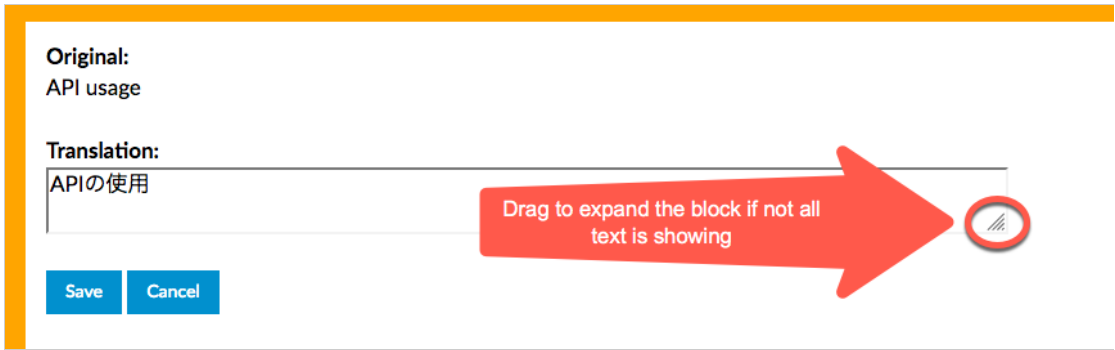 Original:
API usage
Translation:
APIの使用
Drag to expand the block if not all
text is showing
Save Cancel